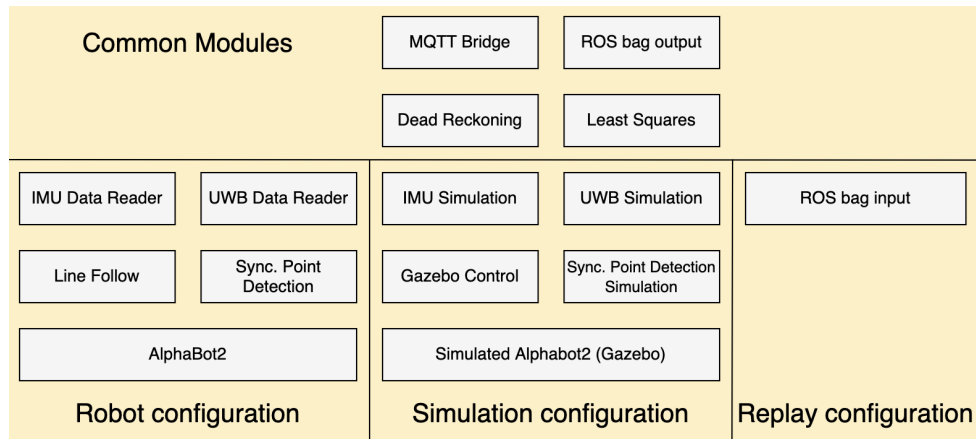 Common Modules
MQTT Bridge
ROS bag output
Dead Reckoning
Least Squares
IMU Data Reader
UWB Data Reader
IMU Simulation
UWB Simulation
ROS bag input
Line Follow
Sync. Point
Detection
Gazebo Control
Sync. Point Detection
Simulation
AlphaBot2
Simulated Alphabot2 (Gazebo)
Robot configuration
Simulation configuration
Replay configuration